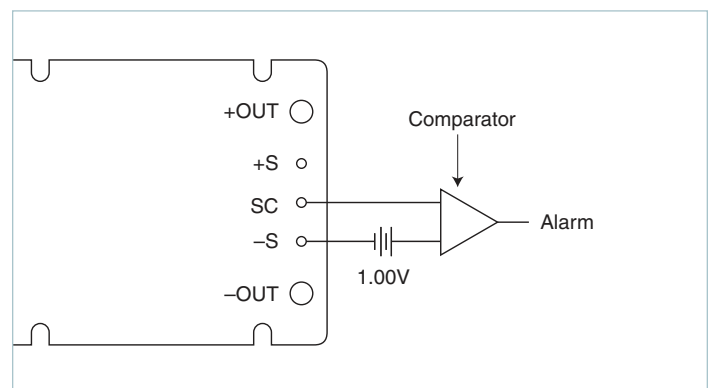 +OUT
Comparator
+S
SC
Alarm
–S
1.00V
–OUT